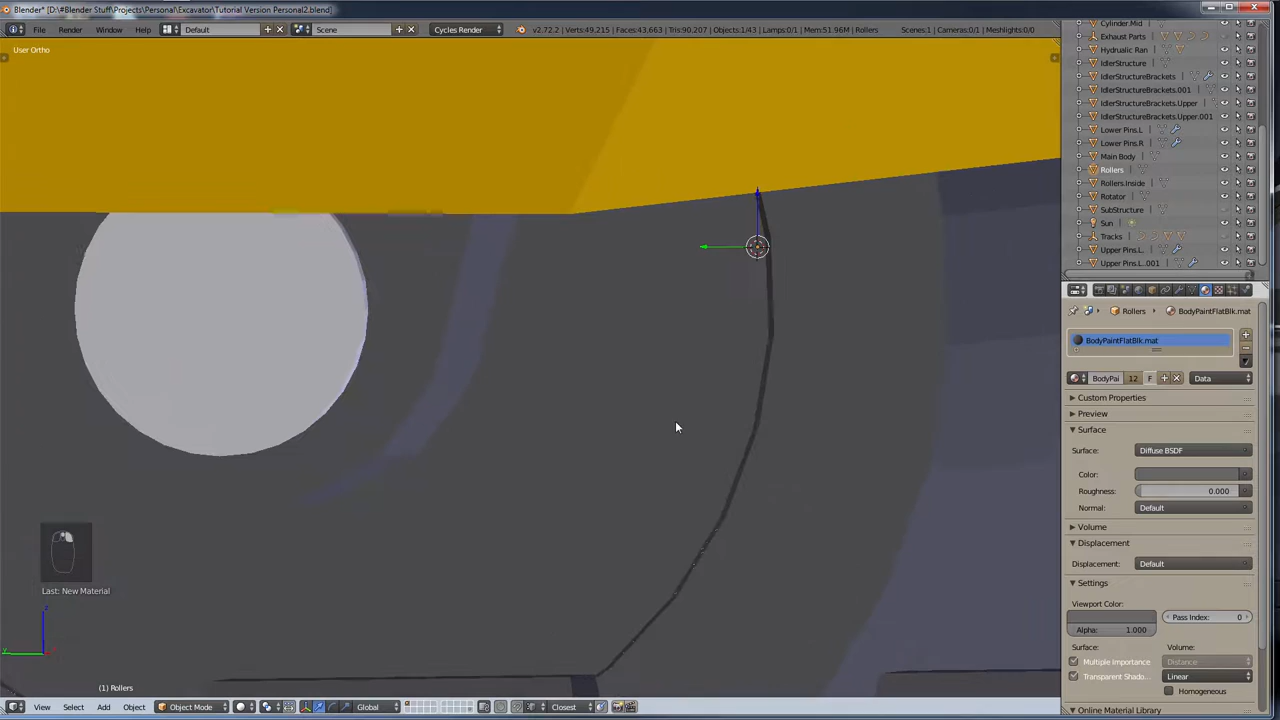 Blender* [D:\#Blender Stuff\Projects\Personal\Excavator\Tutorial Version Personal2.blend]
File Render Window Help Default Scene Cycles Render v2.72.2 | Verts:49,215 | Faces:43,663 | Tris:90,207 | Objects:1/43 | Lamps:0/1 | Mem:51.96M | Rollers Scenes:1 | Cameras:0/1 | Meshlights:0/0
User Ortho
Cylinder.Mid
Exhaust Parts
Hydrualic Ran
IdlerStructure
IdlerStructureBrackets
IdlerStructureBrackets.001
IdlerStructureBrackets.Upper
IdlerStructureBrackets.Upper.001
Lower Pins.L
Lower Pins.R
Main Body
Rollers
Rollers.Inside
Rotator
SubStructure
Sun
Tracks
Upper Pins.L.
Upper Pins.L..001
Rollers BodyPaintFlatBlk.mat
BodyPaintFlatBlk.mat
BodyPai 12 F Data
Custom Properties
Preview
Surface
Surface: Diffuse BSDF
Color:
Roughness: 0.000
Normal: Default
Volume
Displacement
Displacement: Default
Settings
Viewport Color:
Pass Index: 0
Alpha: 1.000
Surface: Volume:
Multiple Importance Distance
Transparent Shado... Linear
Homogeneous
Online Material Library
Last: New Material
z
y
(1) Rollers
View Select Add Object Object Mode Global Closest